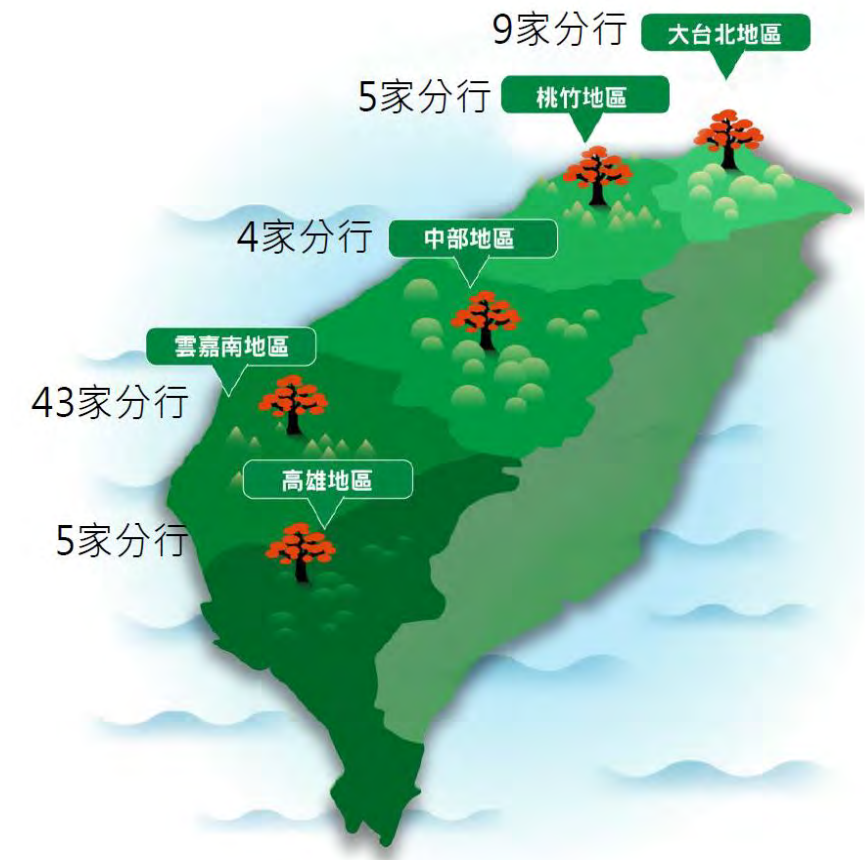 9家分行 大台北地區
5家分行 桃竹地區
4家分行 中部地區
雲嘉南地區
43家分行
高雄地區
5家分行